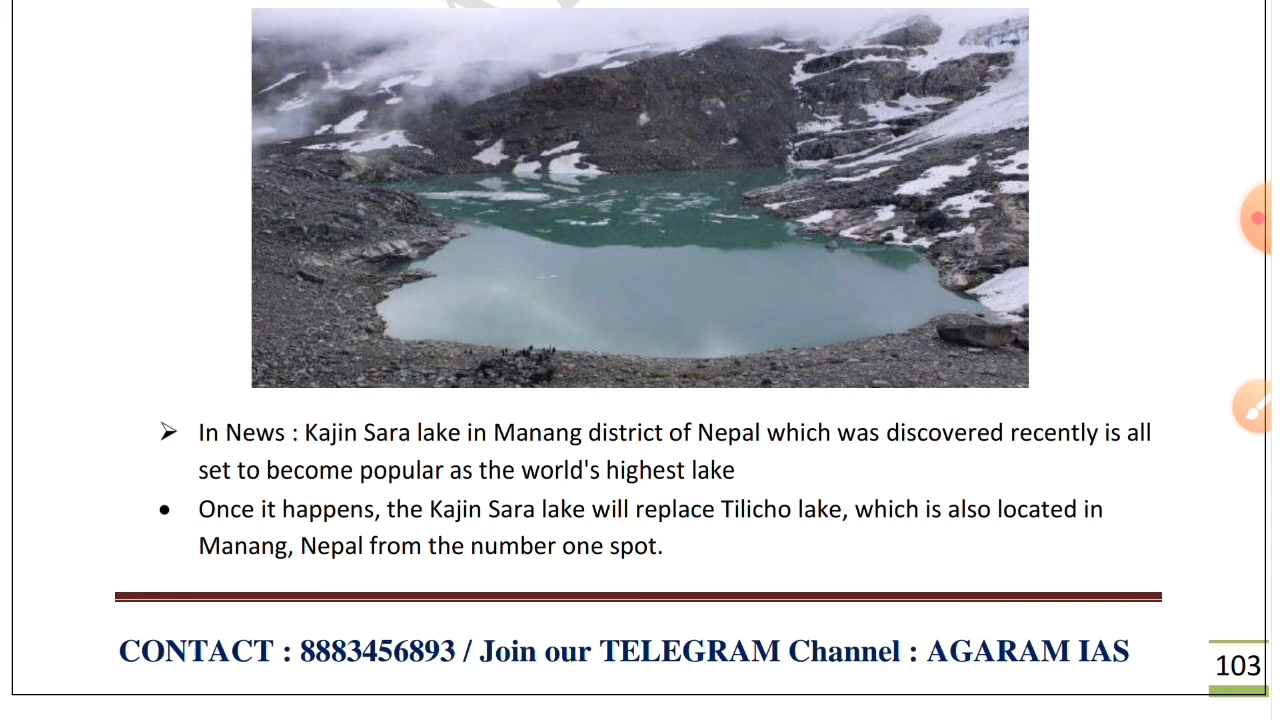 ➢ In News : Kajin Sara lake in Manang district of Nepal which was discovered recently is all
set to become popular as the world's highest lake
• Once it happens, the Kajin Sara lake will replace Tilicho lake, which is also located in
Manang, Nepal from the number one spot.
CONTACT : 8883456893 / Join our TELEGRAM Channel : AGARAM IAS
103